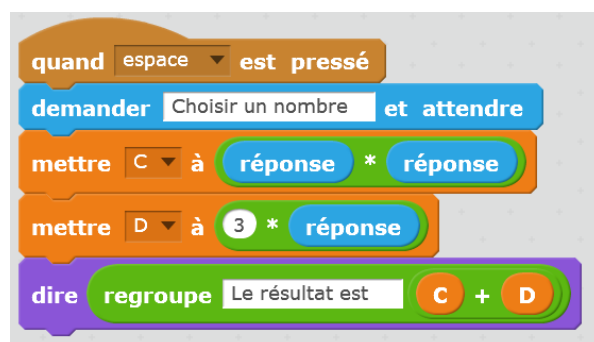 quand espace est pressé
demander Choisir un nombre et attendre
mettre C à réponse * réponse
mettre D à 3 * réponse
dire regroupe Le résultat est C + D